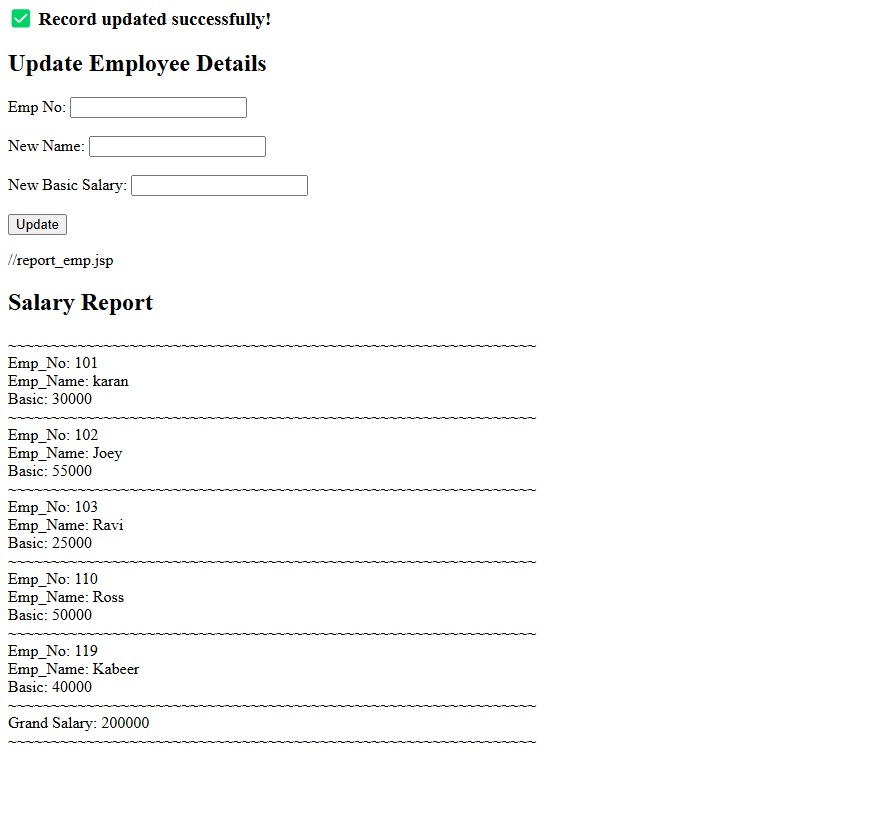 ✅ Record updated successfully!
Update Employee Details
Emp No:
New Name:
New Basic Salary:
Update
//report_emp.jsp
Salary Report
~~~~~~~~~~~~~~~~~~~~~~~~~~~~~~~~~~~~~~~~~~~~~~~~~~~~~~~~~~~~
Emp_No: 101
Emp_Name: karan
Basic: 30000
~~~~~~~~~~~~~~~~~~~~~~~~~~~~~~~~~~~~~~~~~~~~~~~~~~~~~~~~~~~~
Emp_No: 102
Emp_Name: Joey
Basic: 55000
~~~~~~~~~~~~~~~~~~~~~~~~~~~~~~~~~~~~~~~~~~~~~~~~~~~~~~~~~~~~
Emp_No: 103
Emp_Name: Ravi
Basic: 25000
~~~~~~~~~~~~~~~~~~~~~~~~~~~~~~~~~~~~~~~~~~~~~~~~~~~~~~~~~~~~
Emp_No: 110
Emp_Name: Ross
Basic: 50000
~~~~~~~~~~~~~~~~~~~~~~~~~~~~~~~~~~~~~~~~~~~~~~~~~~~~~~~~~~~~
Emp_No: 119
Emp_Name: Kabeer
Basic: 40000
~~~~~~~~~~~~~~~~~~~~~~~~~~~~~~~~~~~~~~~~~~~~~~~~~~~~~~~~~~~~
Grand Salary: 200000
~~~~~~~~~~~~~~~~~~~~~~~~~~~~~~~~~~~~~~~~~~~~~~~~~~~~~~~~~~~~